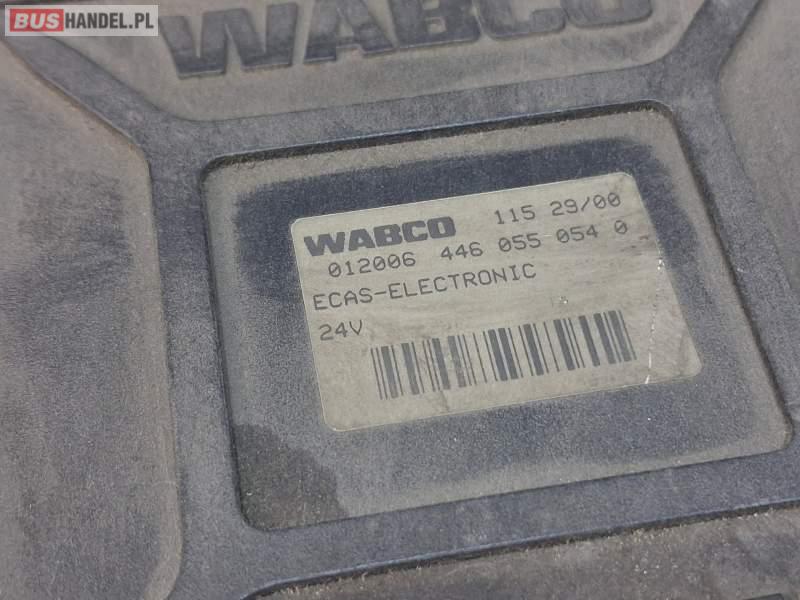 BUSHANDEL.PL
WABCO
WABCO 115 29/00
012006 446 055 054 0
ECAS-ELECTRONIC
24V